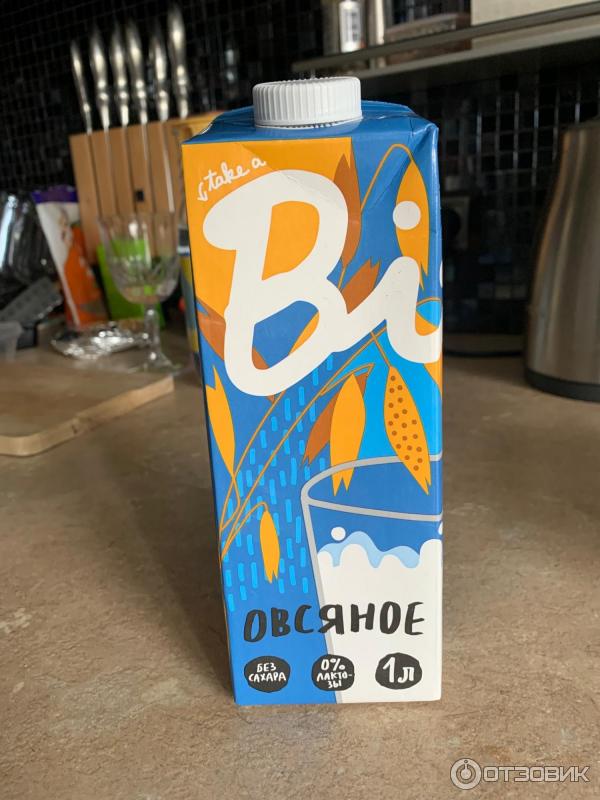 take a
Bi
ОВСЯНОЕ
БЕЗ
САХАРА
0%
ЛАКТО-
ЗЫ
1л
ОТЗОВИК